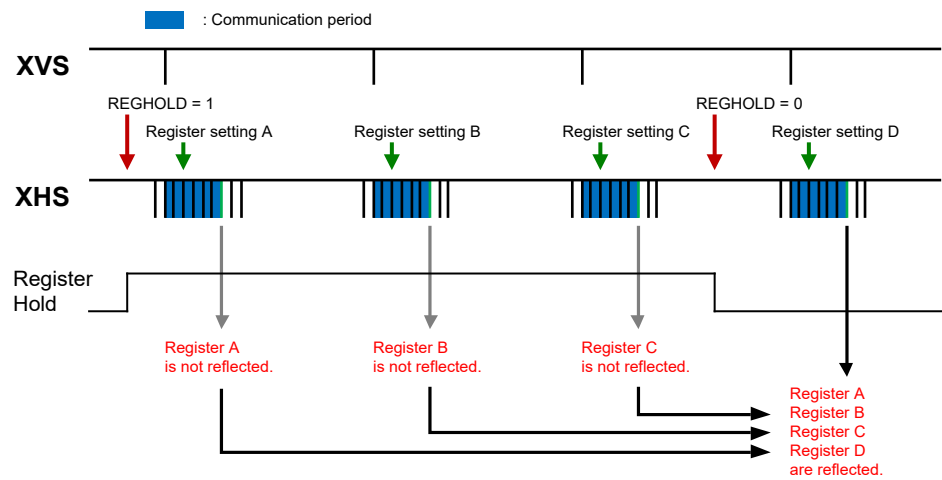 : Communication period
XVS
REGHOLD = 1
REGHOLD = 0
Register setting A
Register setting B
Register setting C
Register setting D
XHS
Register
Hold
Register A
is not reflected.
Register B
is not reflected.
Register C
is not reflected.
Register A
Register B
Register C
Register D
are reflected.